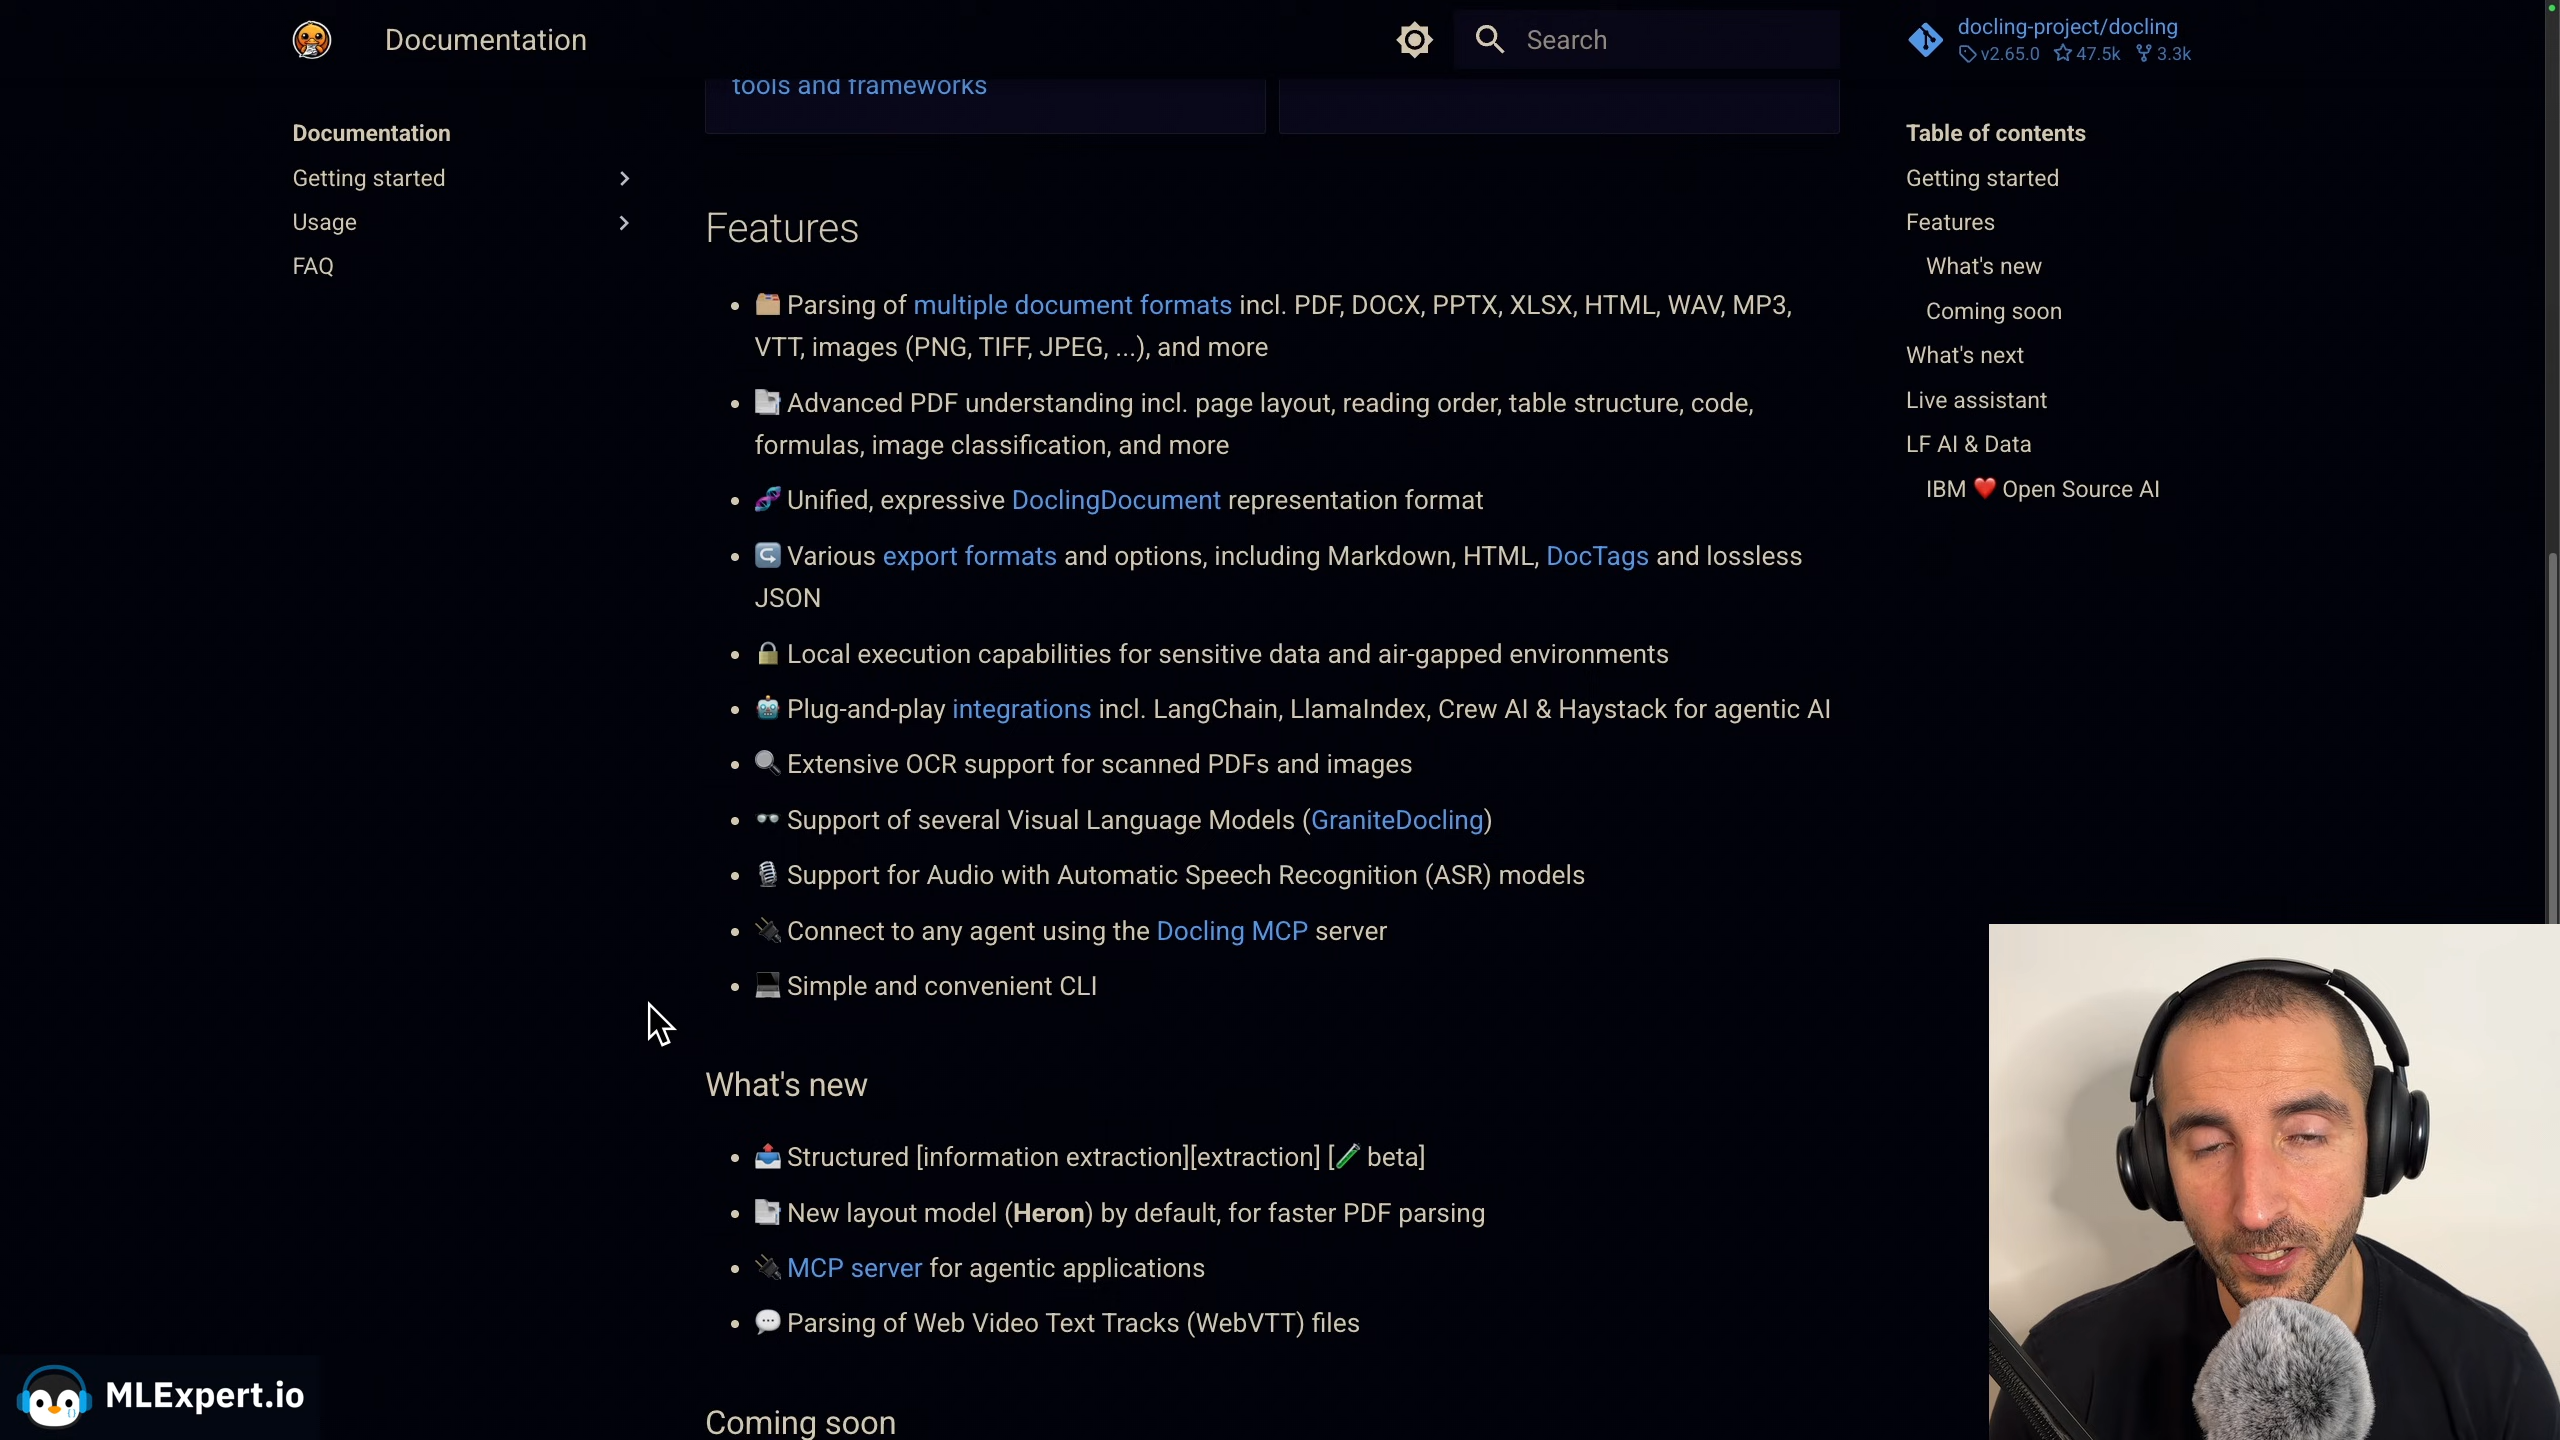 Documentation
Search
docling-project/docling
v2.65.0 47.5k 3.3k
Documentation
Getting started
Usage
FAQ
tools and frameworks
Features
Parsing of multiple document formats incl. PDF, DOCX, PPTX, XLSX, HTML, WAV, MP3,
VTT, images (PNG, TIFF, JPEG, ...), and more
Advanced PDF understanding incl. page layout, reading order, table structure, code,
formulas, image classification, and more
Unified, expressive DoclingDocument representation format
Various export formats and options, including Markdown, HTML, DocTags and lossless
JSON
Local execution capabilities for sensitive data and air-gapped environments
Plug-and-play integrations incl. LangChain, LlamaIndex, Crew AI & Haystack for agentic AI
Extensive OCR support for scanned PDFs and images
Support of several Visual Language Models (GraniteDocling)
Support for Audio with Automatic Speech Recognition (ASR) models
Connect to any agent using the Docling MCP server
Simple and convenient CLI
What's new
Structured [information extraction][extraction] [🧪 beta]
New layout model (Heron) by default, for faster PDF parsing
MCP server for agentic applications
Parsing of Web Video Text Tracks (WebVTT) files
Coming soon
Table of contents
Getting started
Features
What's new
Coming soon
What's next
Live assistant
LF AI & Data
IBM ❤️ Open Source AI
MLExpert.io